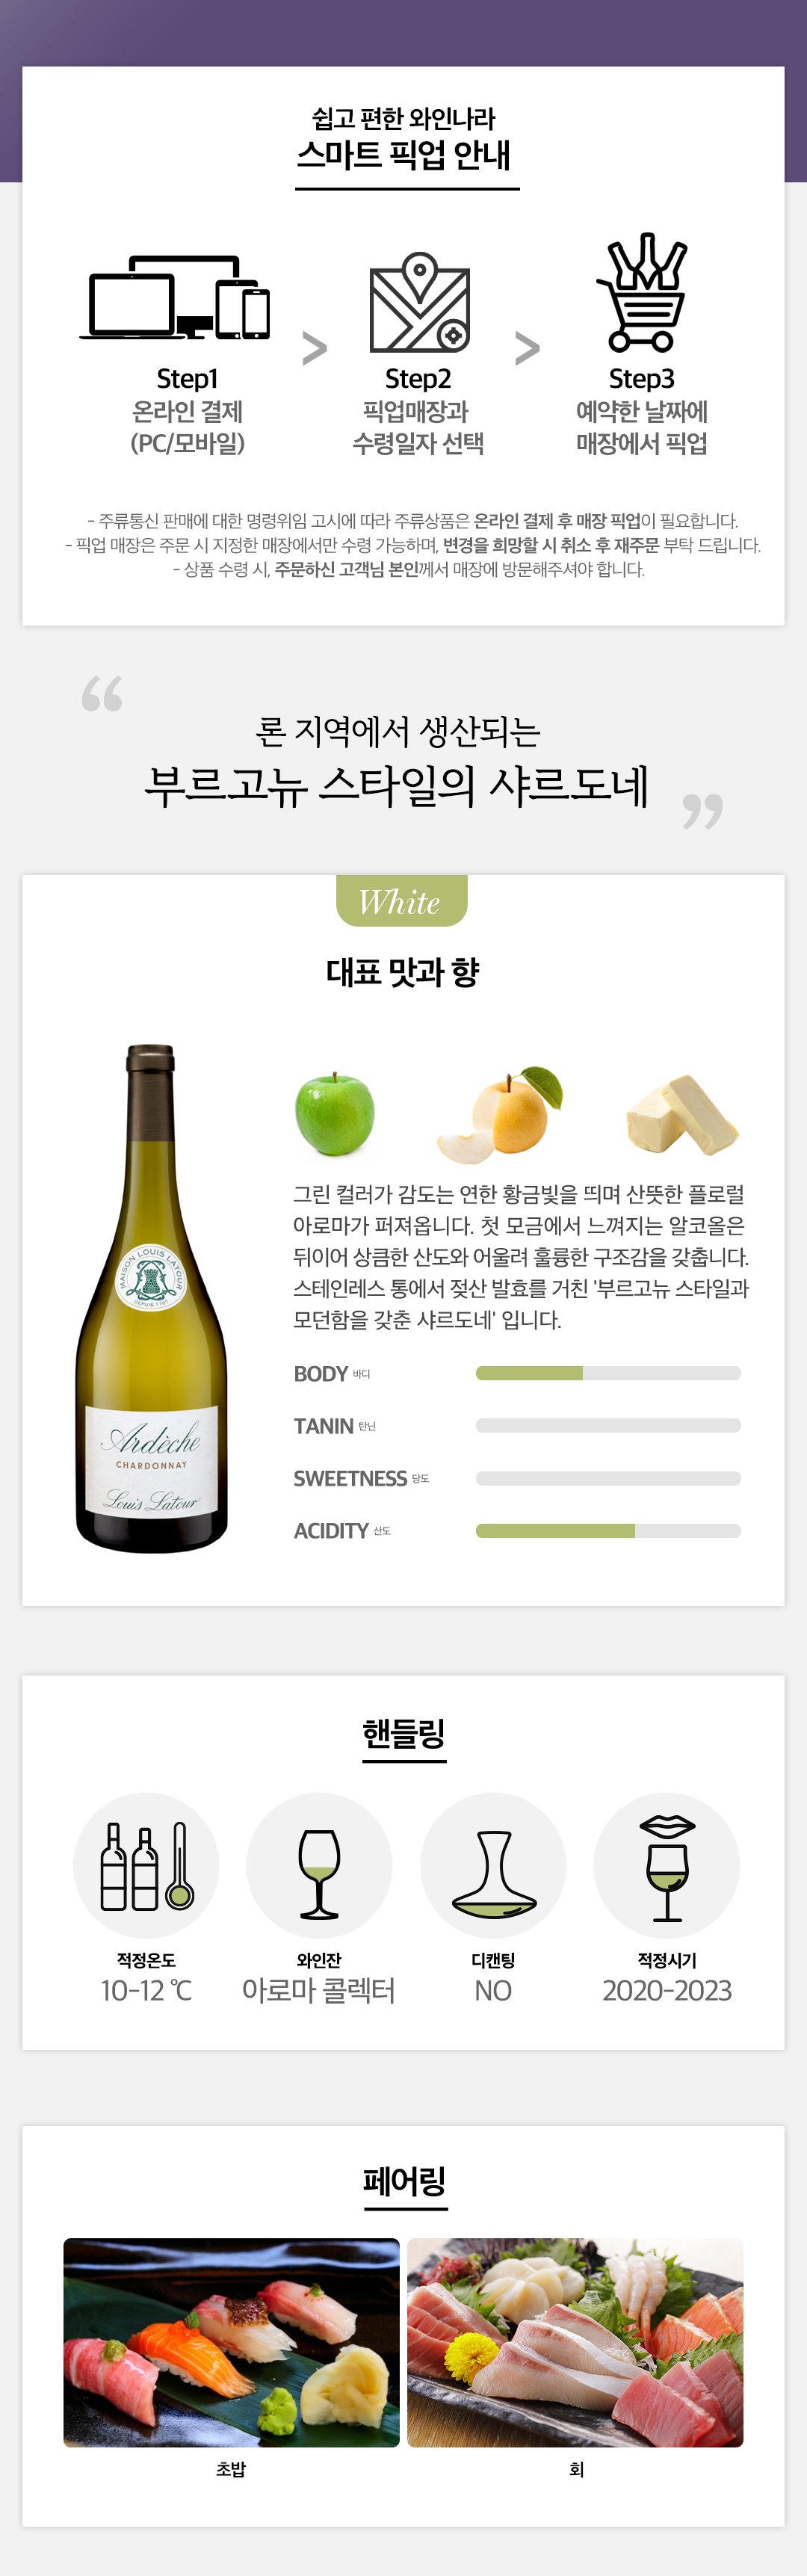 쉽고 편한 와인나라
스마트 픽업 안내
Step1
온라인 결제
(PC/모바일)
>
Step2
픽업매장과
수령일자 선택
>
Step3
예약한 날짜에
매장에서 픽업
- 주류통신 판매에 대한 명령위임 고시에 따라 주류상품은 온라인 결제 후 매장 픽업이 필요합니다.
- 픽업 매장은 주문 시 지정한 매장에서만 수령 가능하며, 변경을 희망할 시 취소 후 재주문 부탁 드립니다.
- 상품 수령 시, 주문하신 고객님 본인께서 매장에 방문해주셔야 합니다.
“
론 지역에서 생산되는
부르고뉴 스타일의 샤르도네
”
White
대표 맛과 향
그린 컬러가 감도는 연한 황금빛을 띄며 산뜻한 플로럴
아로마가 퍼져옵니다. 첫 모금에서 느껴지는 알코올은
뒤이어 상큼한 산도와 어울려 훌륭한 구조감을 갖춥니다.
스테인레스 통에서 젖산 발효를 거친 '부르고뉴 스타일과
모던함을 갖춘 샤르도네' 입니다.
MAISON LOUIS LATOUR
DEPUIS 1797
Ardèche
CHARDONNAY
Louis Latour
BODY 바디
TANIN 탄닌
SWEETNESS 당도
ACIDITY 산도
핸들링
적정온도
10-12 ℃
와인잔
아로마 콜렉터
디캔팅
NO
적정시기
2020-2023
페어링
초밥
회